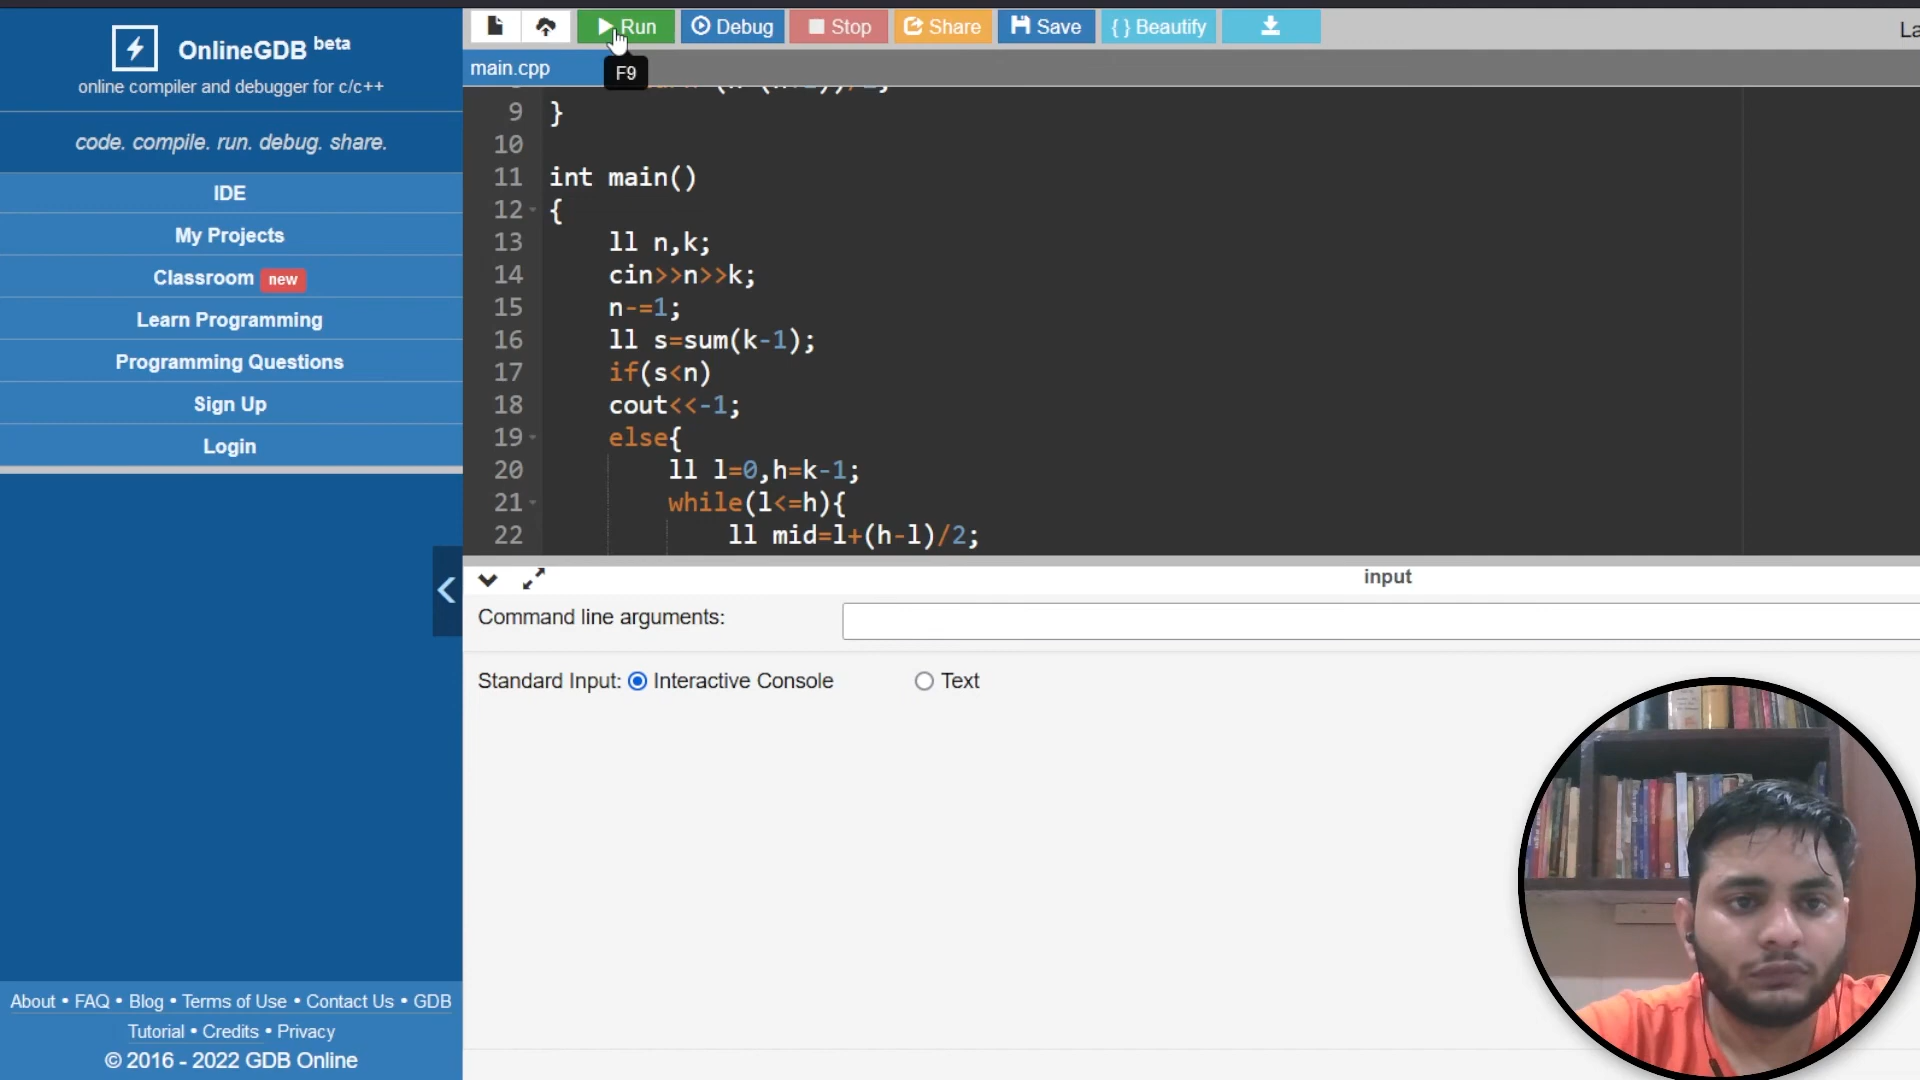 OnlineGDB beta
online compiler and debugger for c/c++
code. compile. run. debug. share.
IDE
My Projects
Classroom new
Learn Programming
Programming Questions
Sign Up
Login
About • FAQ • Blog • Terms of Use • Contact Us • GDB
Tutorial • Credits • Privacy
© 2016 - 2022 GDB Online
Run Debug Stop Share Save { } Beautify
main.cpp
F9
9 }
10
11 int main()
12 {
13 ll n,k;
14 cin>>n>>k;
15 n-=1;
16 ll s=sum(k-1);
17 if(s<n)
18 cout<<-1;
19 else{
20 ll l=0,h=k-1;
21 while(l<=h){
22 ll mid=l+(h-l)/2;
input
Command line arguments:
Standard Input: Interactive Console Text